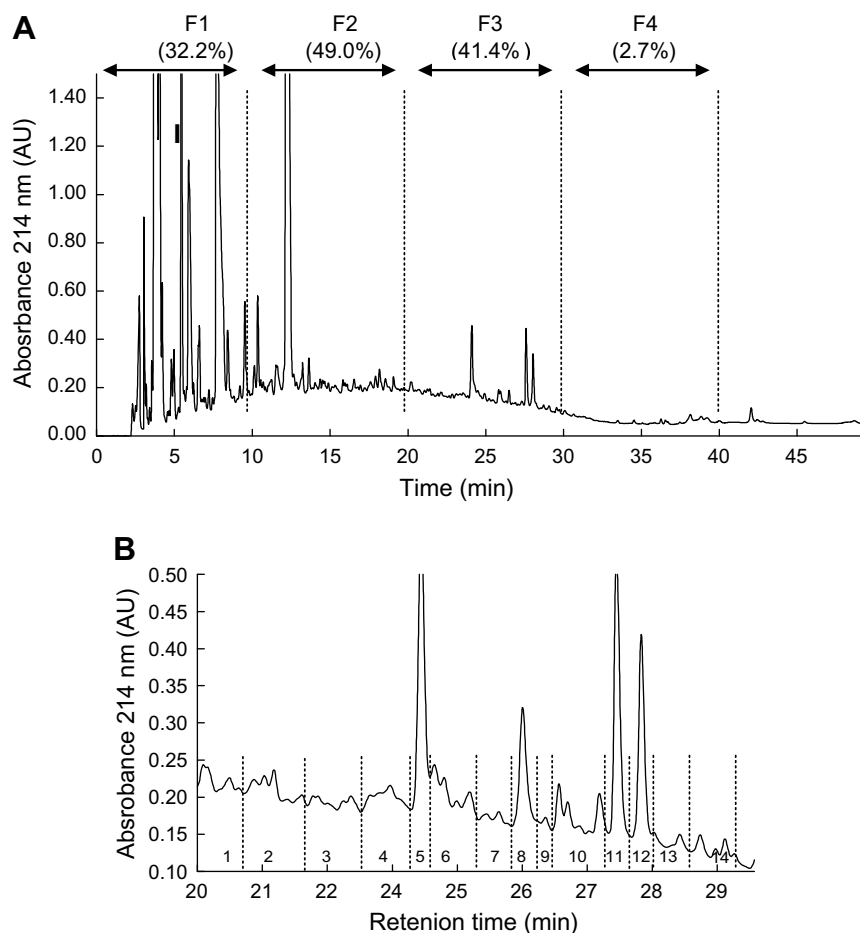 A
F1 F2 F3 F4
(32.2%) (49.0%) (41.4%) (2.7%)
Abosrbance 214 nm (AU)
1.40
1.20
1.00
0.80
0.60
0.40
0.20
0.00
0 5 10 15 20 25 30 35 40 45
Time (min)
B
Absrobance 214 nm (AU)
0.50
0.45
0.40
0.35
0.30
0.25
0.20
0.15
0.10
1 2 3 4 5 6 7 8 9 10 11 12 13 14
20 21 22 23 24 25 26 27 28 29
Retenion time (min)